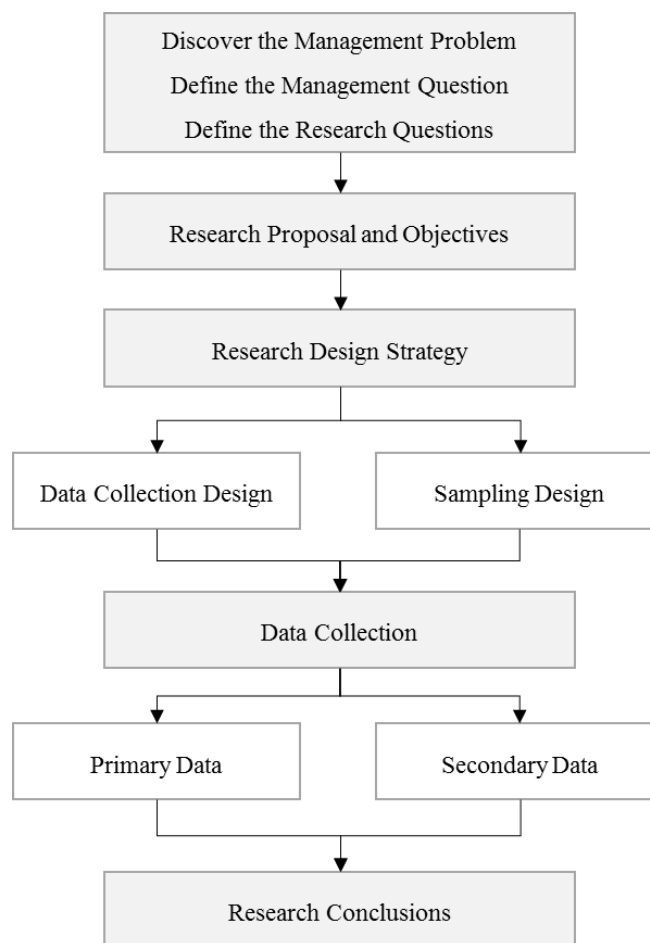 Discover the Management Problem
Define the Management Question
Define the Research Questions
Research Proposal and Objectives
Research Design Strategy
Data Collection Design
Sampling Design
Data Collection
Primary Data
Secondary Data
Research Conclusions